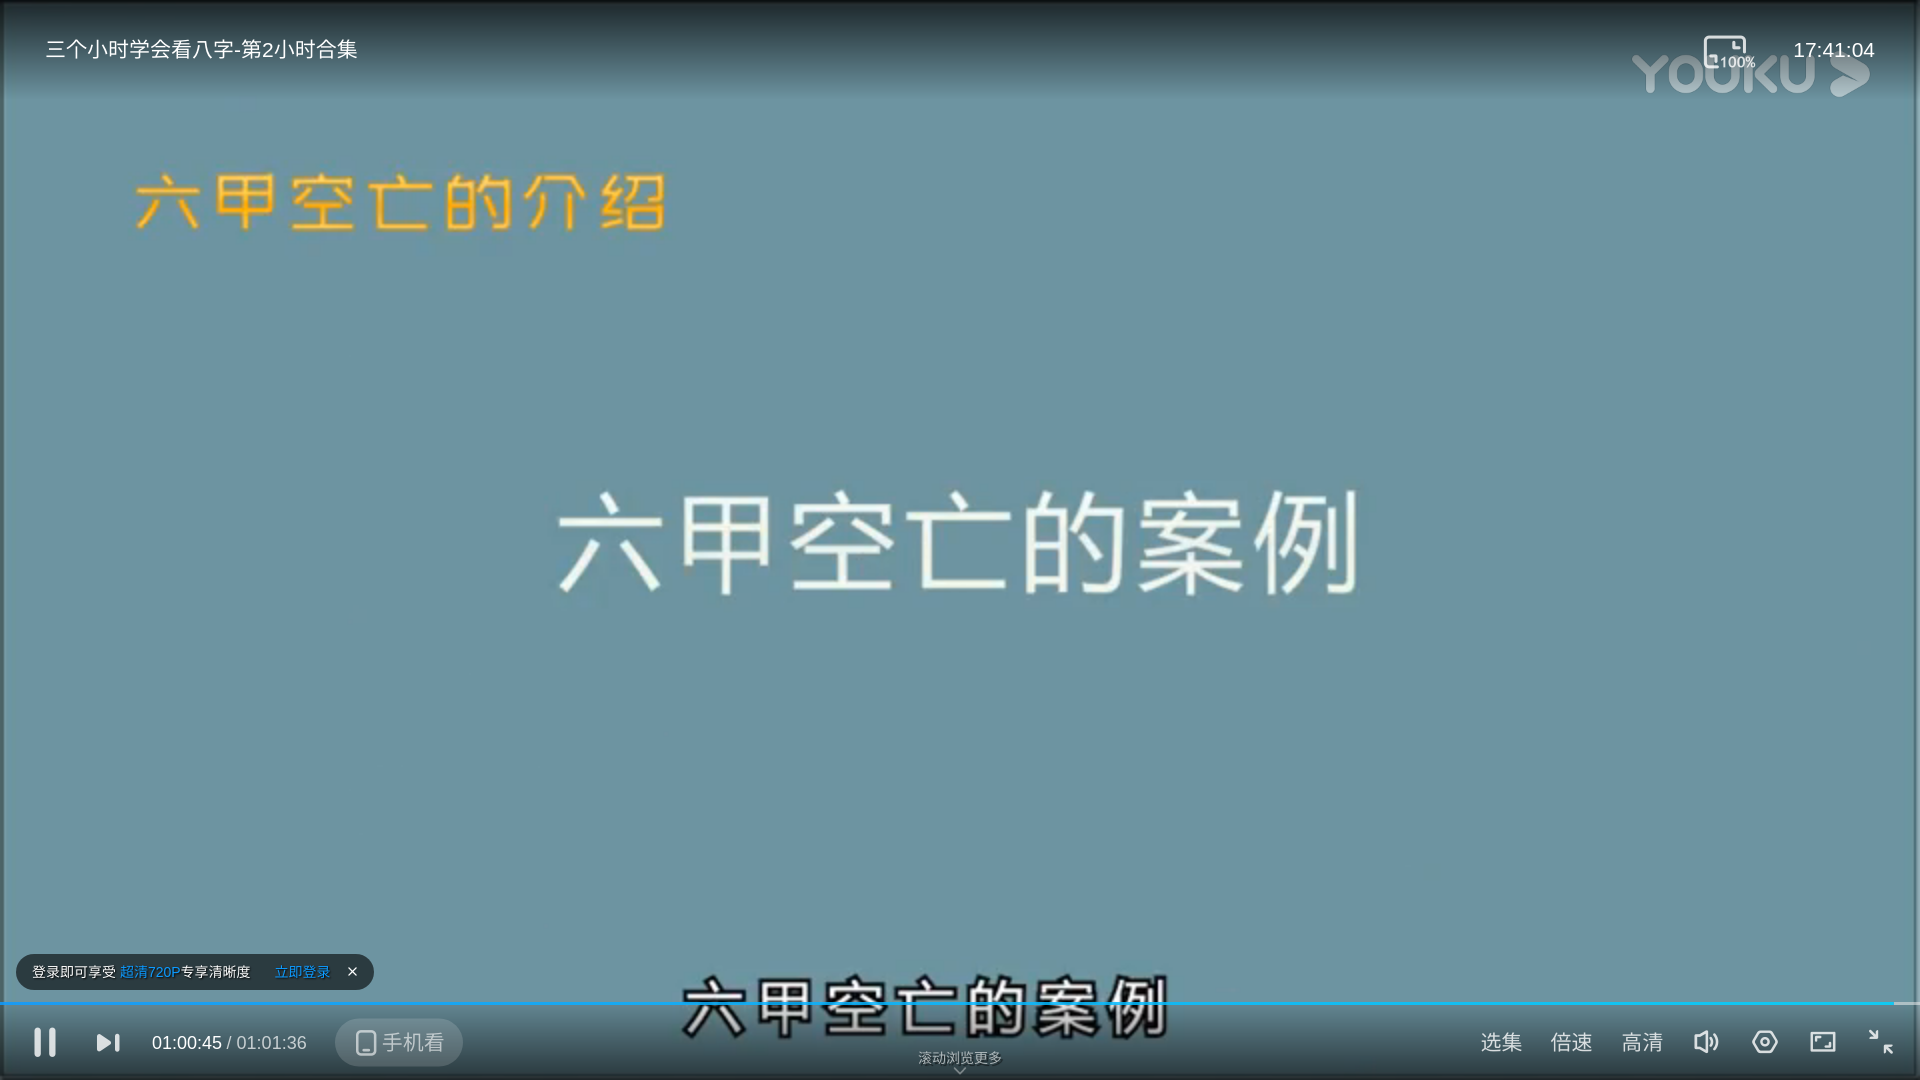 三个小时学会看八字-第2小时合集
100%
17:41:04
YOUKU
六甲空亡的介绍
六甲空亡的案例
登录即可享受 超清720P专享清晰度 立即登录
六甲空亡的案例
01:00:45 / 01:01:36
手机看
滚动浏览更多
选集 倍速 高清